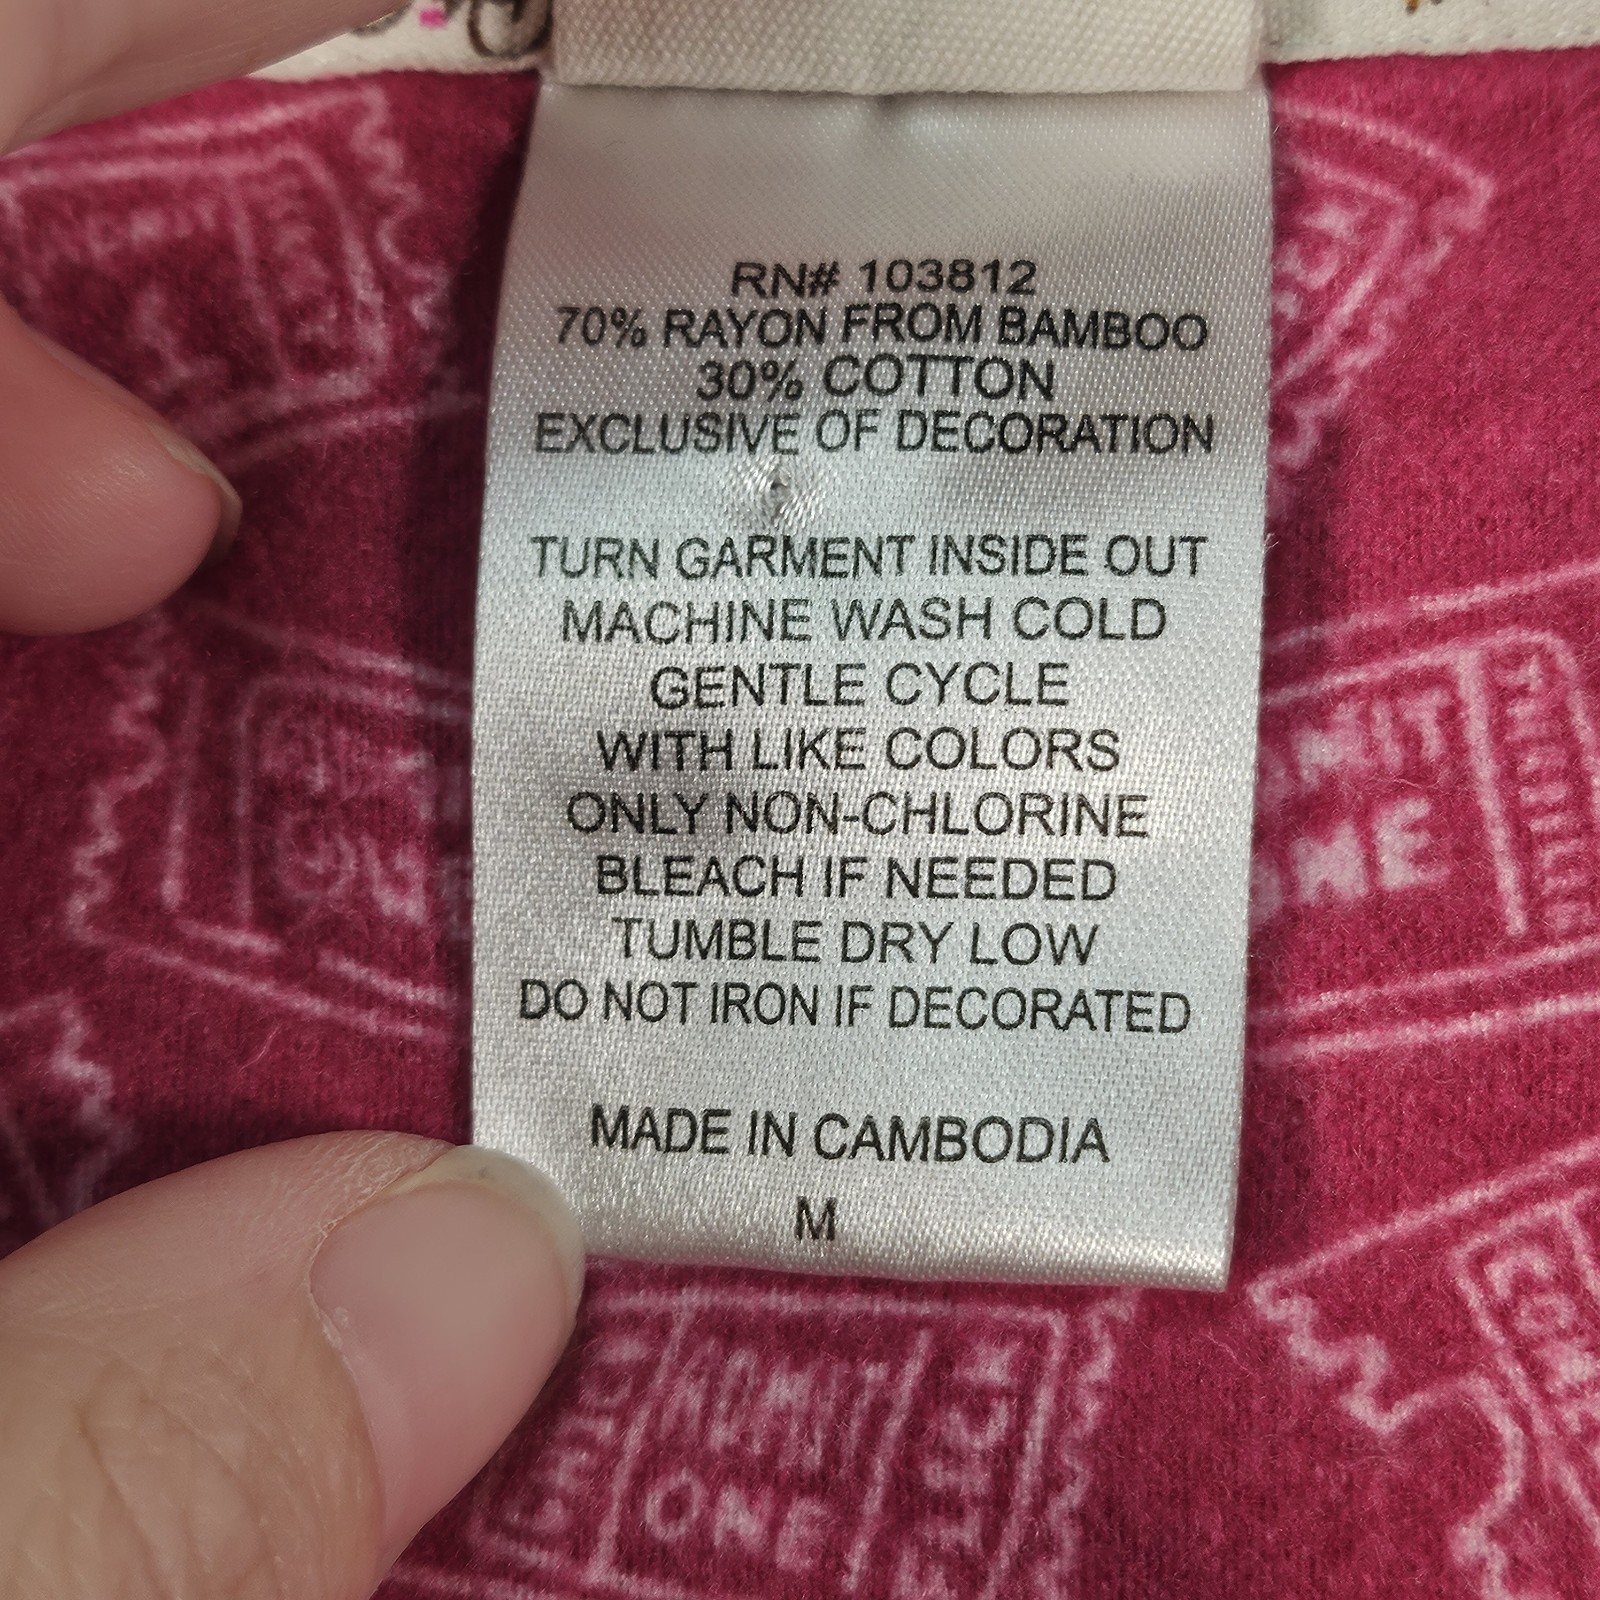 RN# 103812
70% RAYON FROM BAMBOO
30% COTTON
EXCLUSIVE OF DECORATION
TURN GARMENT INSIDE OUT
MACHINE WASH COLD
GENTLE CYCLE
WITH LIKE COLORS
ONLY NON-CHLORINE
BLEACH IF NEEDED
TUMBLE DRY LOW
DO NOT IRON IF DECORATED
MADE IN CAMBODIA
M
ADMIT
ONE